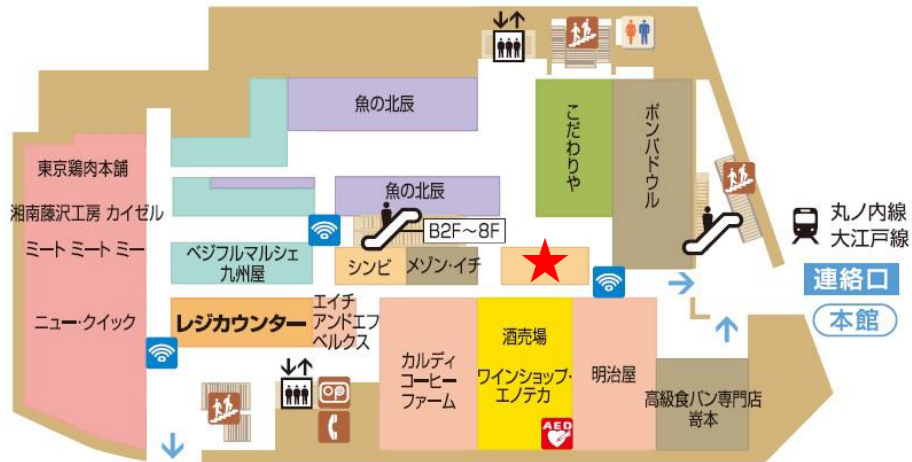 魚の北辰
こだわりや
ポンパドウル
東京鶏肉本舗
湘南藤沢工房 カイゼル
ミート ミート ミー
ニュー・クイック
魚の北辰
B2F～8F
ベジフルマルシェ
九州屋
シンビ
メゾン・イチ
丸ノ内線
大江戸線
連絡口
本館
レジカウンター
エイチ
アンドエフ
ベルクス
カルディ
コーヒー
ファーム
酒売場
ワインショップ・
エノテカ
明治屋
高級食パン専門店
嵜本
AED